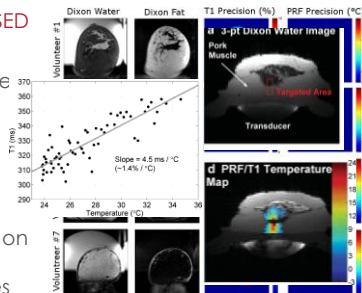 SED
e
on
es
Dixon Water
Dixon Fat
Volunteer #1
370
360
350
340
330
320
310
300
290
T1 (ms)
Slope = 4.5 ms / °C
(~1.4% / °C)
24
26
28
30
32
34
36
Temperature (°C)
Volunteer #7
T1 Precision (%)
PRF Precision (°C)
a 3-pt Dixon Water Image
Pork
Muscle
Targeted Area
Transducer
d PRF/T1 Temperature
Map
24
21
18
15
12
9
6
3
0
-3